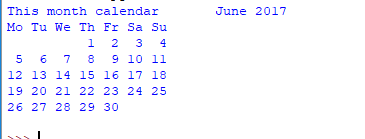 This month calendar        June 2017
Mo Tu We Th Fr Sa Su
          1  2  3  4
 5  6  7  8  9 10 11
12 13 14 15 16 17 18
19 20 21 22 23 24 25
26 27 28 29 30
>>>